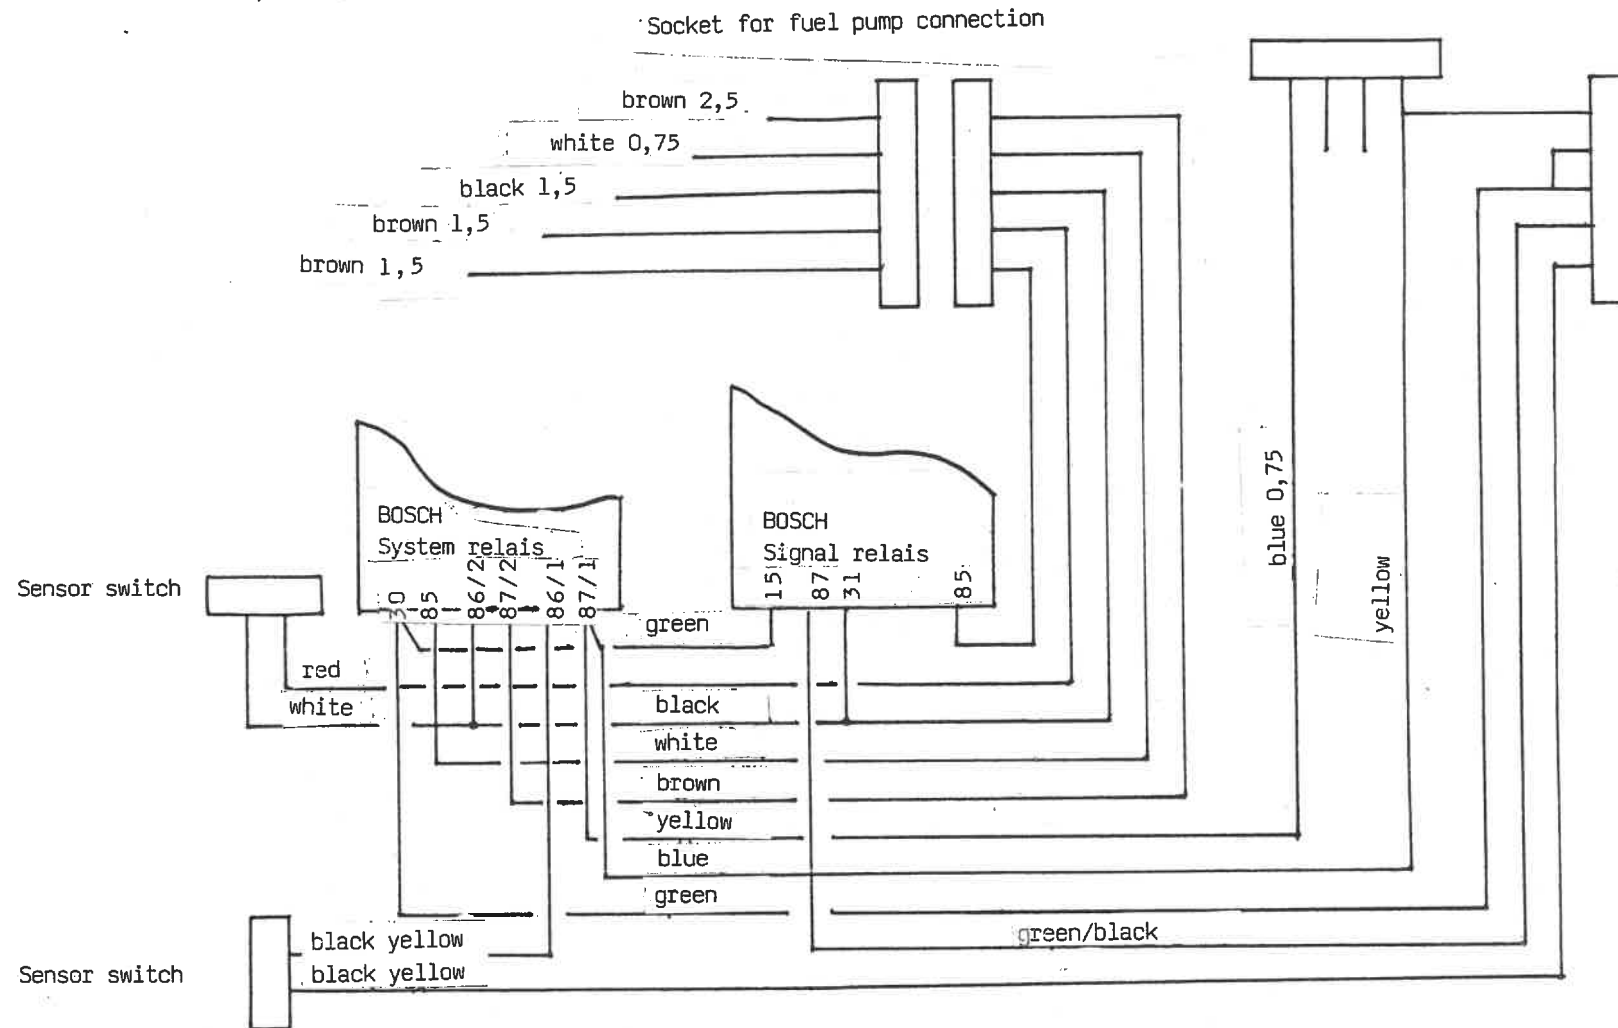 Socket for fuel pump connection
brown 2,5
white 0,75
black 1,5
brown 1,5
brown 1,5
BOSCH
System relais
30
85
86/2
87/2
86/1
87/1
BOSCH
Signal relais
15
87
31
85
blue 0,75
yellow
Sensor switch
green
red
white
black
white
brown
yellow
blue
green
green/black
black yellow
black yellow
Sensor switch